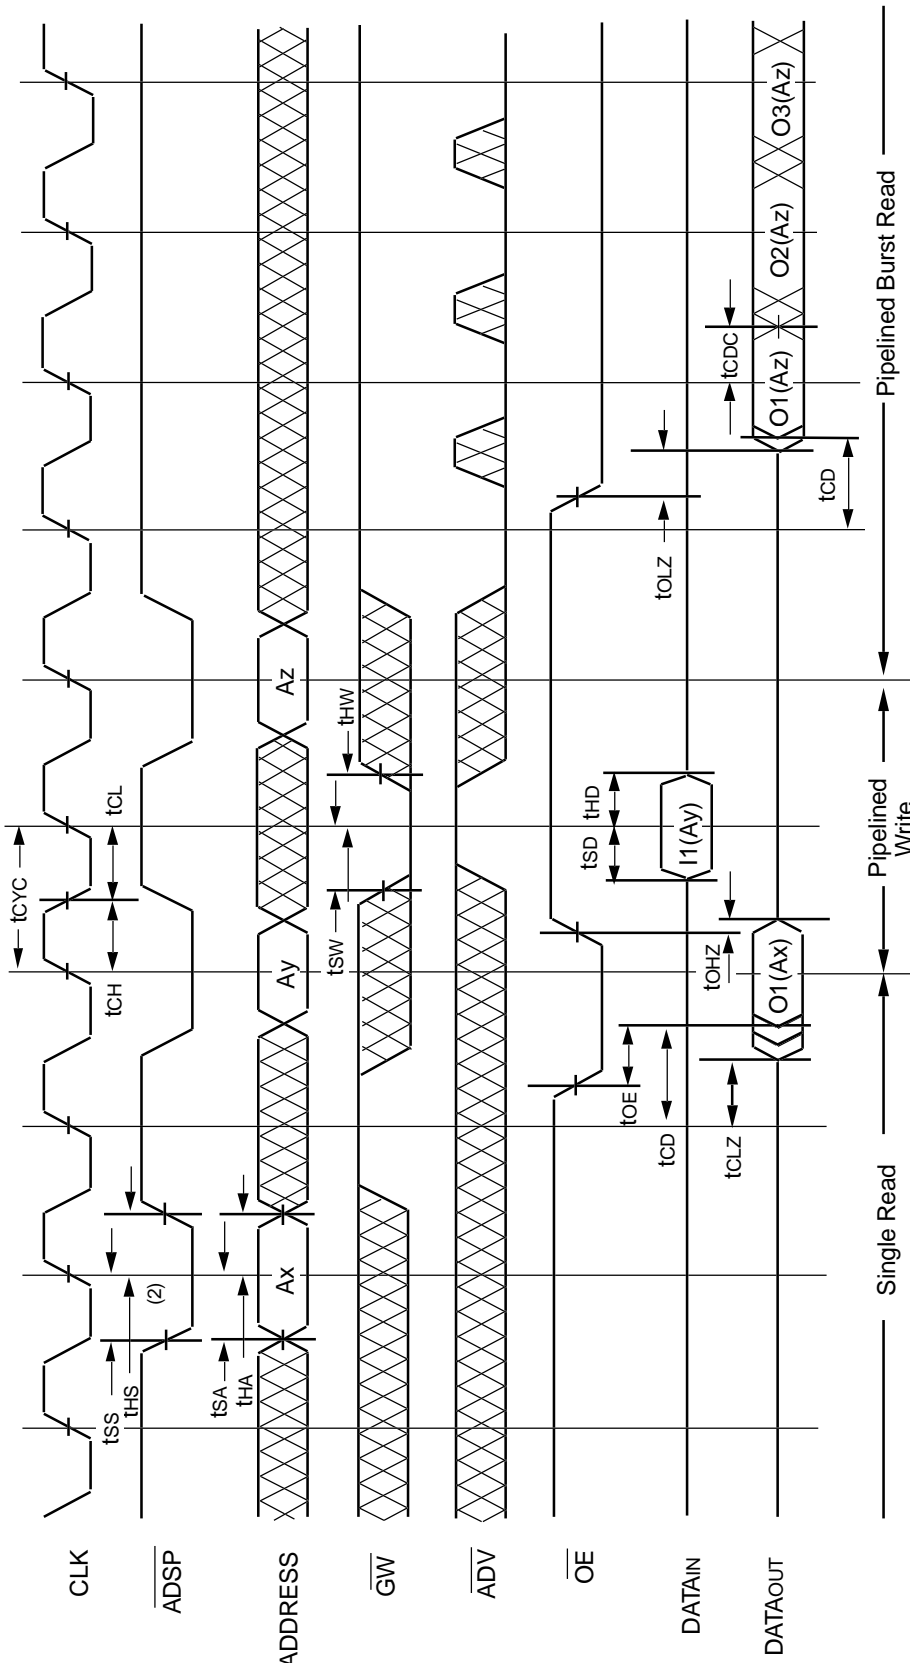 CLK
tCYC
tCH
tCL
ADSP
tSS
tHS
(2)
ADDRESS
tSA
tHA
Ax
Ay
Az
GW
tSW
tHW
ADV
OE
tOE
tOHZ
tOLZ
DATAIN
tSD
tHD
I1(Ay)
tCD
DATAOUT
tCLZ
O1(Ax)
tCD
O1(Az)
tCDC
O2(Az)
O3(Az)
Single Read
Pipelined
Write
Pipelined Burst Read